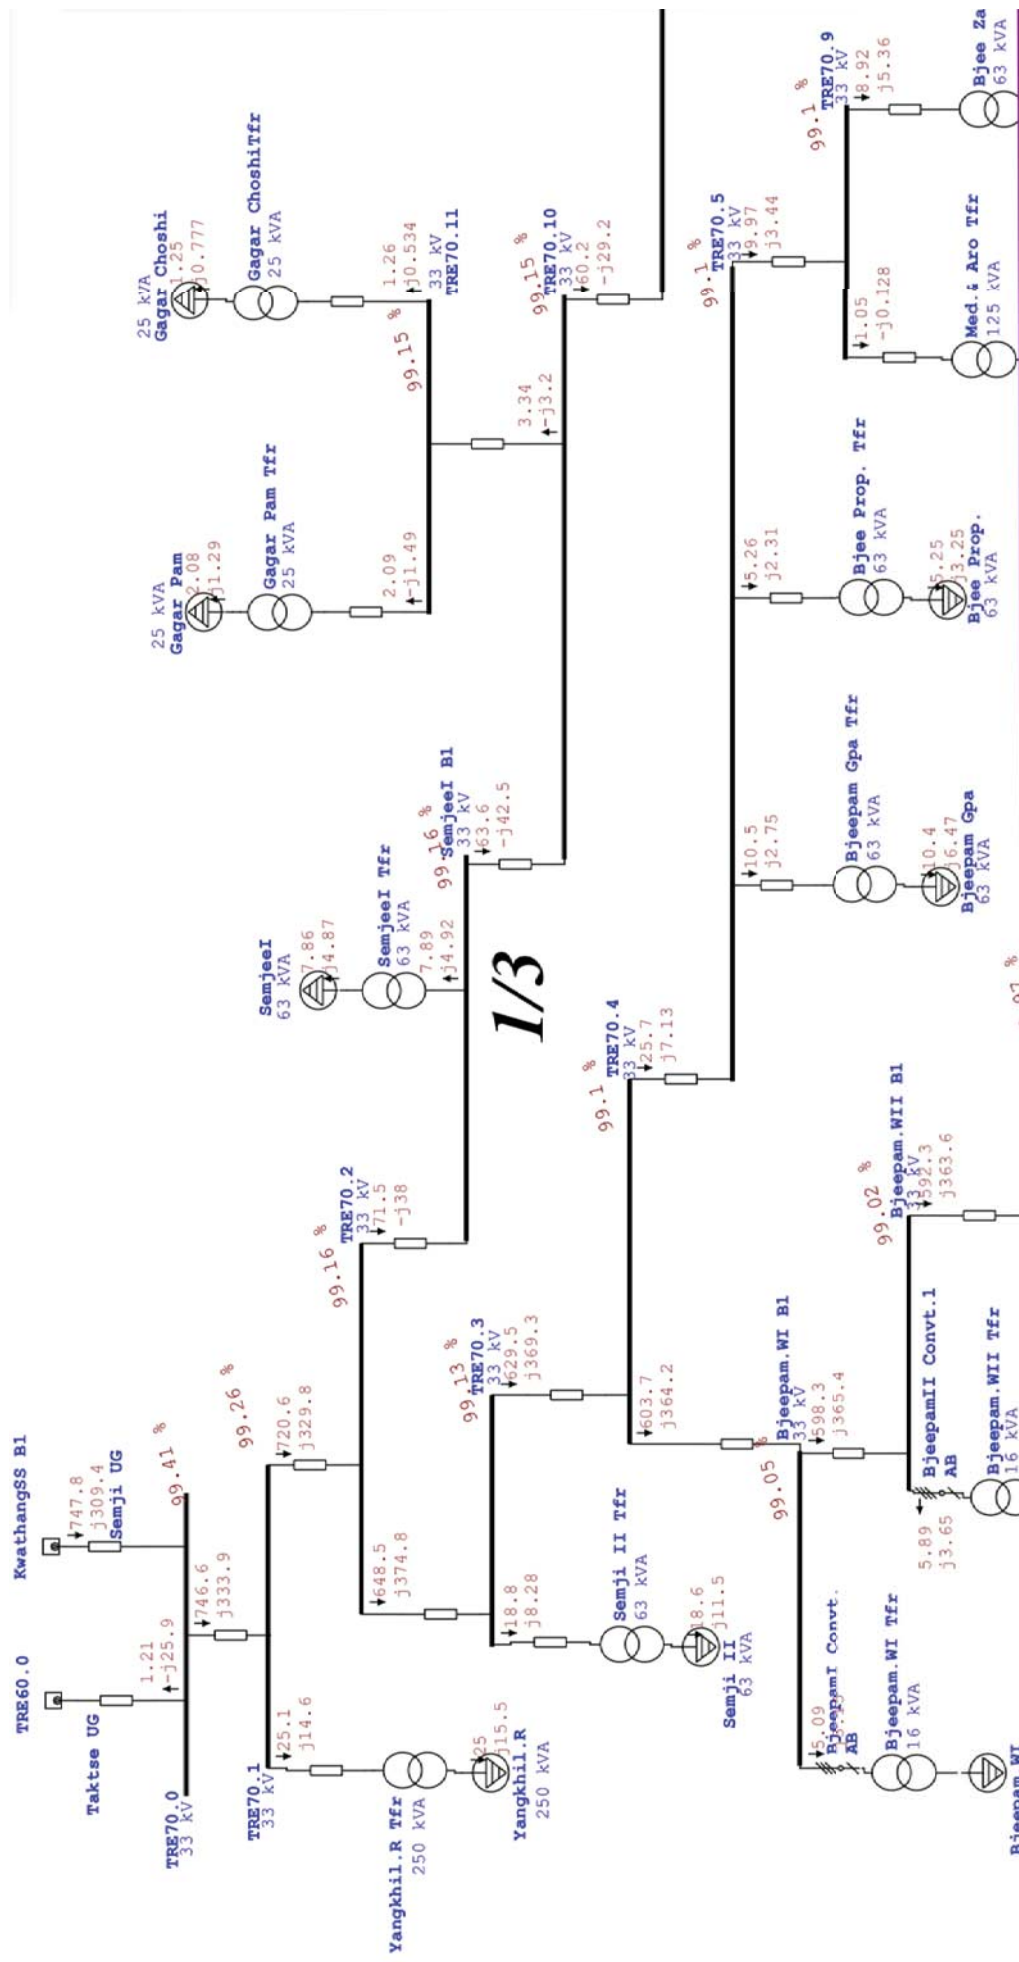 KwathangSS B1
747.8
j309.4
Semji UG
TRE60.0
Taktse UG
1.21
-j25.9
99.41 %
TRE70.0
33 kV
746.6
j333.9
99.26 %
TRE70.1
33 kV
25.1
j14.6
Yangkhil.R Tfr
250 kVA
25
j15.5
Yangkhil.R
250 kVA
720.6
j329.8
99.16 %
TRE70.2
33 kV
71.5
-j38
648.5
j374.8
99.13 %
TRE70.3
33 kV
629.5
j369.3
18.8
j8.28
Semji II Tfr
63 kVA
18.6
j11.5
Semji II
63 kVA
SemjeeI
63 kVA
7.86
j4.87
SemjeeI Tfr
63 kVA
7.89
j4.92
99.16 %
SemjeeI B1
33 kV
63.6
-j42.5
1/3
25 kVA
Gagar Pam
2.08
j1.29
Gagar Pam Tfr
25 kVA
2.09
-j1.49
25 kVA
Gagar Choshi
1.25
j0.777
Gagar ChoshiTfr
25 kVA
1.26
j0.534
99.15 %
33 kV
TRE70.11
3.34
-j3.2
99.15 %
TRE70.10
33 kV
60.2
-j29.2
99.1 %
TRE70.4
33 kV
25.7
j7.13
603.7
j364.2
99.1 %
TRE70.5
33 kV
9.97
j3.44
10.5
j2.75
Bjeepam Gpa Tfr
63 kVA
10.4
j6.47
Bjeepam Gpa
63 kVA
5.26
j2.31
Bjee Prop. Tfr
63 kVA
5.25
j3.25
Bjee Prop.
63 kVA
99.1 %
TRE70.9
33 kV
8.92
j5.36
Bjee Za
63 kVA
1.05
-j0.128
Med.& Aro Tfr
125 kVA
99.05 %
Bjeepam.WI B1
33 kV
598.3
j365.4
5.09
BjeepamI Convt.
AB
Bjeepam.WI Tfr
16 kVA
Bjeepam.WI
99.02 %
Bjeepam.WII B1
33 kV
592.3
j363.6
BjeepamII Convt.1
AB
5.89
j3.65
Bjeepam.WII Tfr
16 kVA